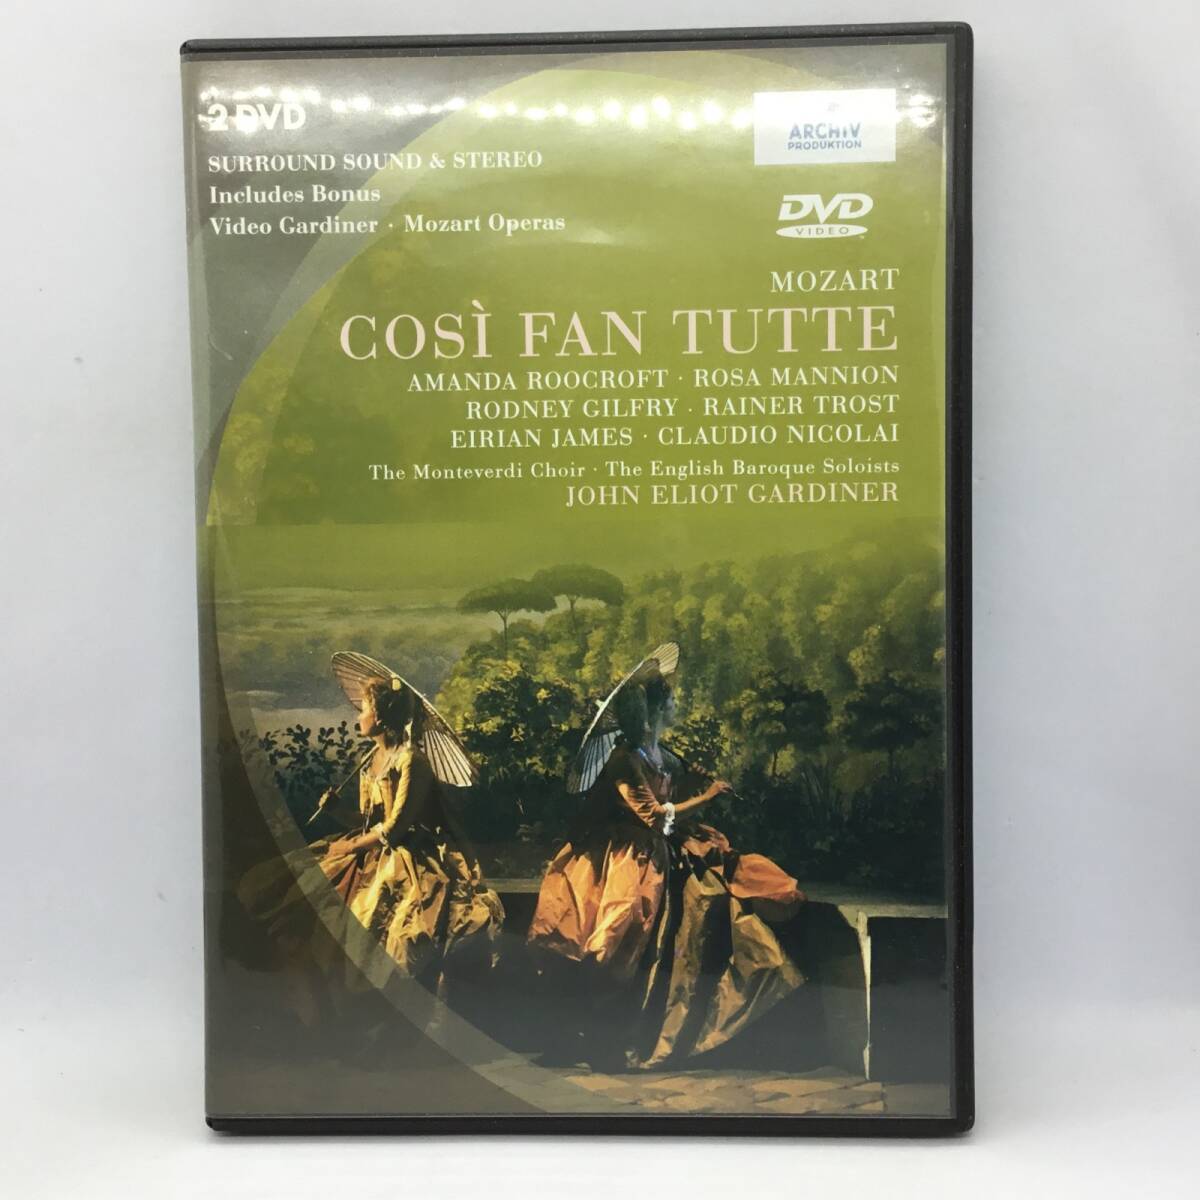 2 DVD
SURROUND SOUND & STEREO
Includes Bonus
Video Gardiner · Mozart Operas
ARCHIV
PRODUKTION
DVD
VIDEO
MOZART
COSÌ FAN TUTTE
AMANDA ROOCROFT · ROSA MANNION
RODNEY GILFRY · RAINER TROST
EIRIAN JAMES · CLAUDIO NICOLAI
The Monteverdi Choir · The English Baroque Soloists
JOHN ELIOT GARDINER